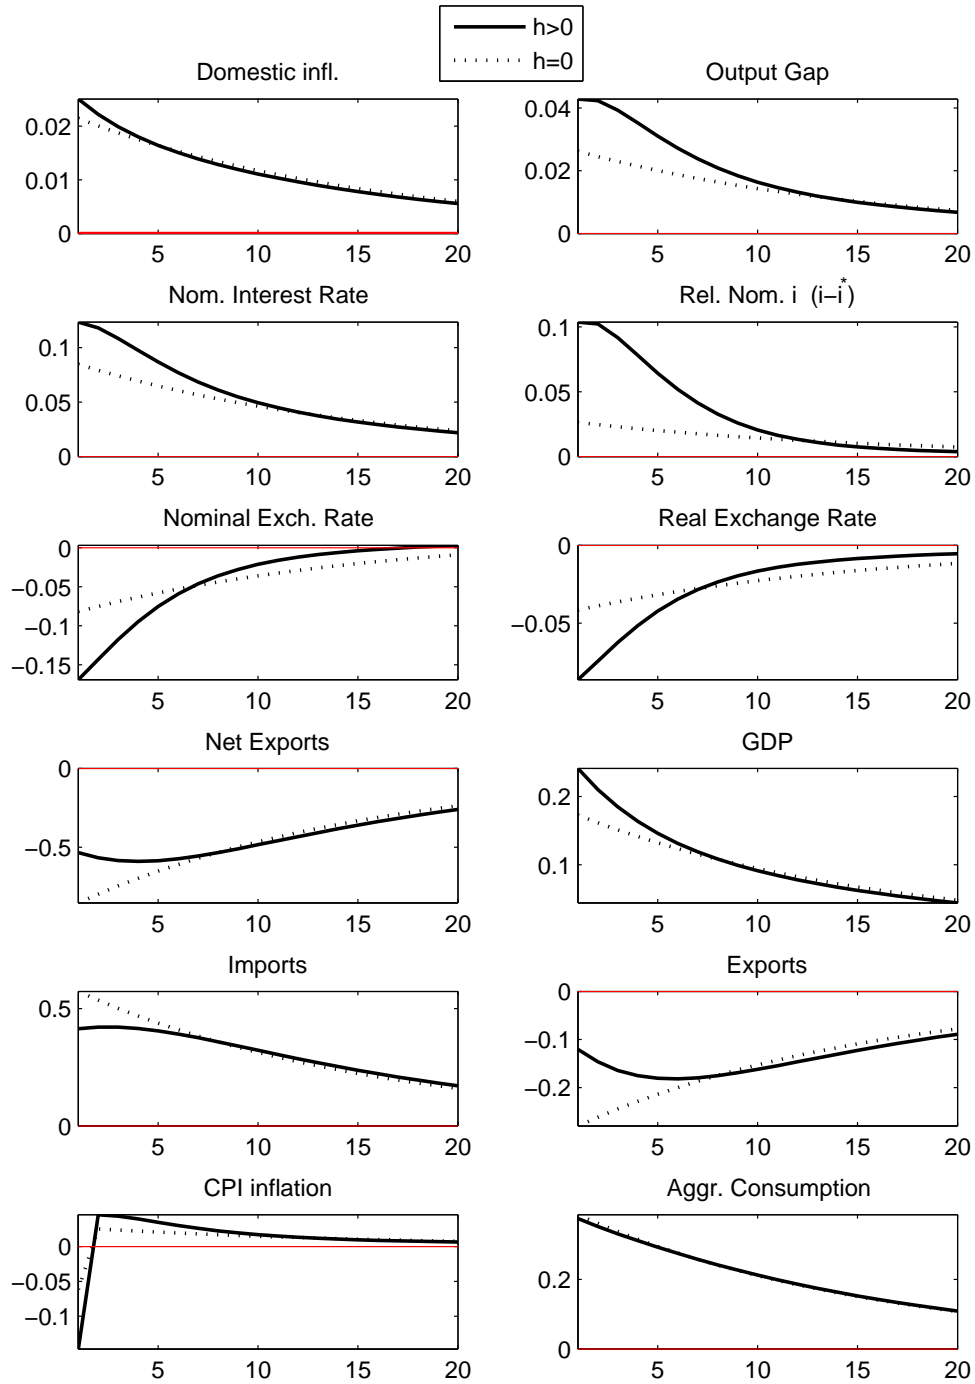 h>0
h=0
Domestic infl.
0.02
0.01
0
5 10 15 20
Output Gap
0.04
0.02
0
5 10 15 20
Nom. Interest Rate
0.1
0.05
0
5 10 15 20
Rel. Nom. i (i−i*)
0.1
0.05
0
5 10 15 20
Nominal Exch. Rate
0
−0.05
−0.1
−0.15
5 10 15 20
Real Exchange Rate
0
−0.05
5 10 15 20
Net Exports
0
−0.5
5 10 15 20
GDP
0.2
0.1
5 10 15 20
Imports
0.5
0
5 10 15 20
Exports
0
−0.1
−0.2
5 10 15 20
CPI inflation
0
−0.05
−0.1
5 10 15 20
Aggr. Consumption
0.2
0
5 10 15 20